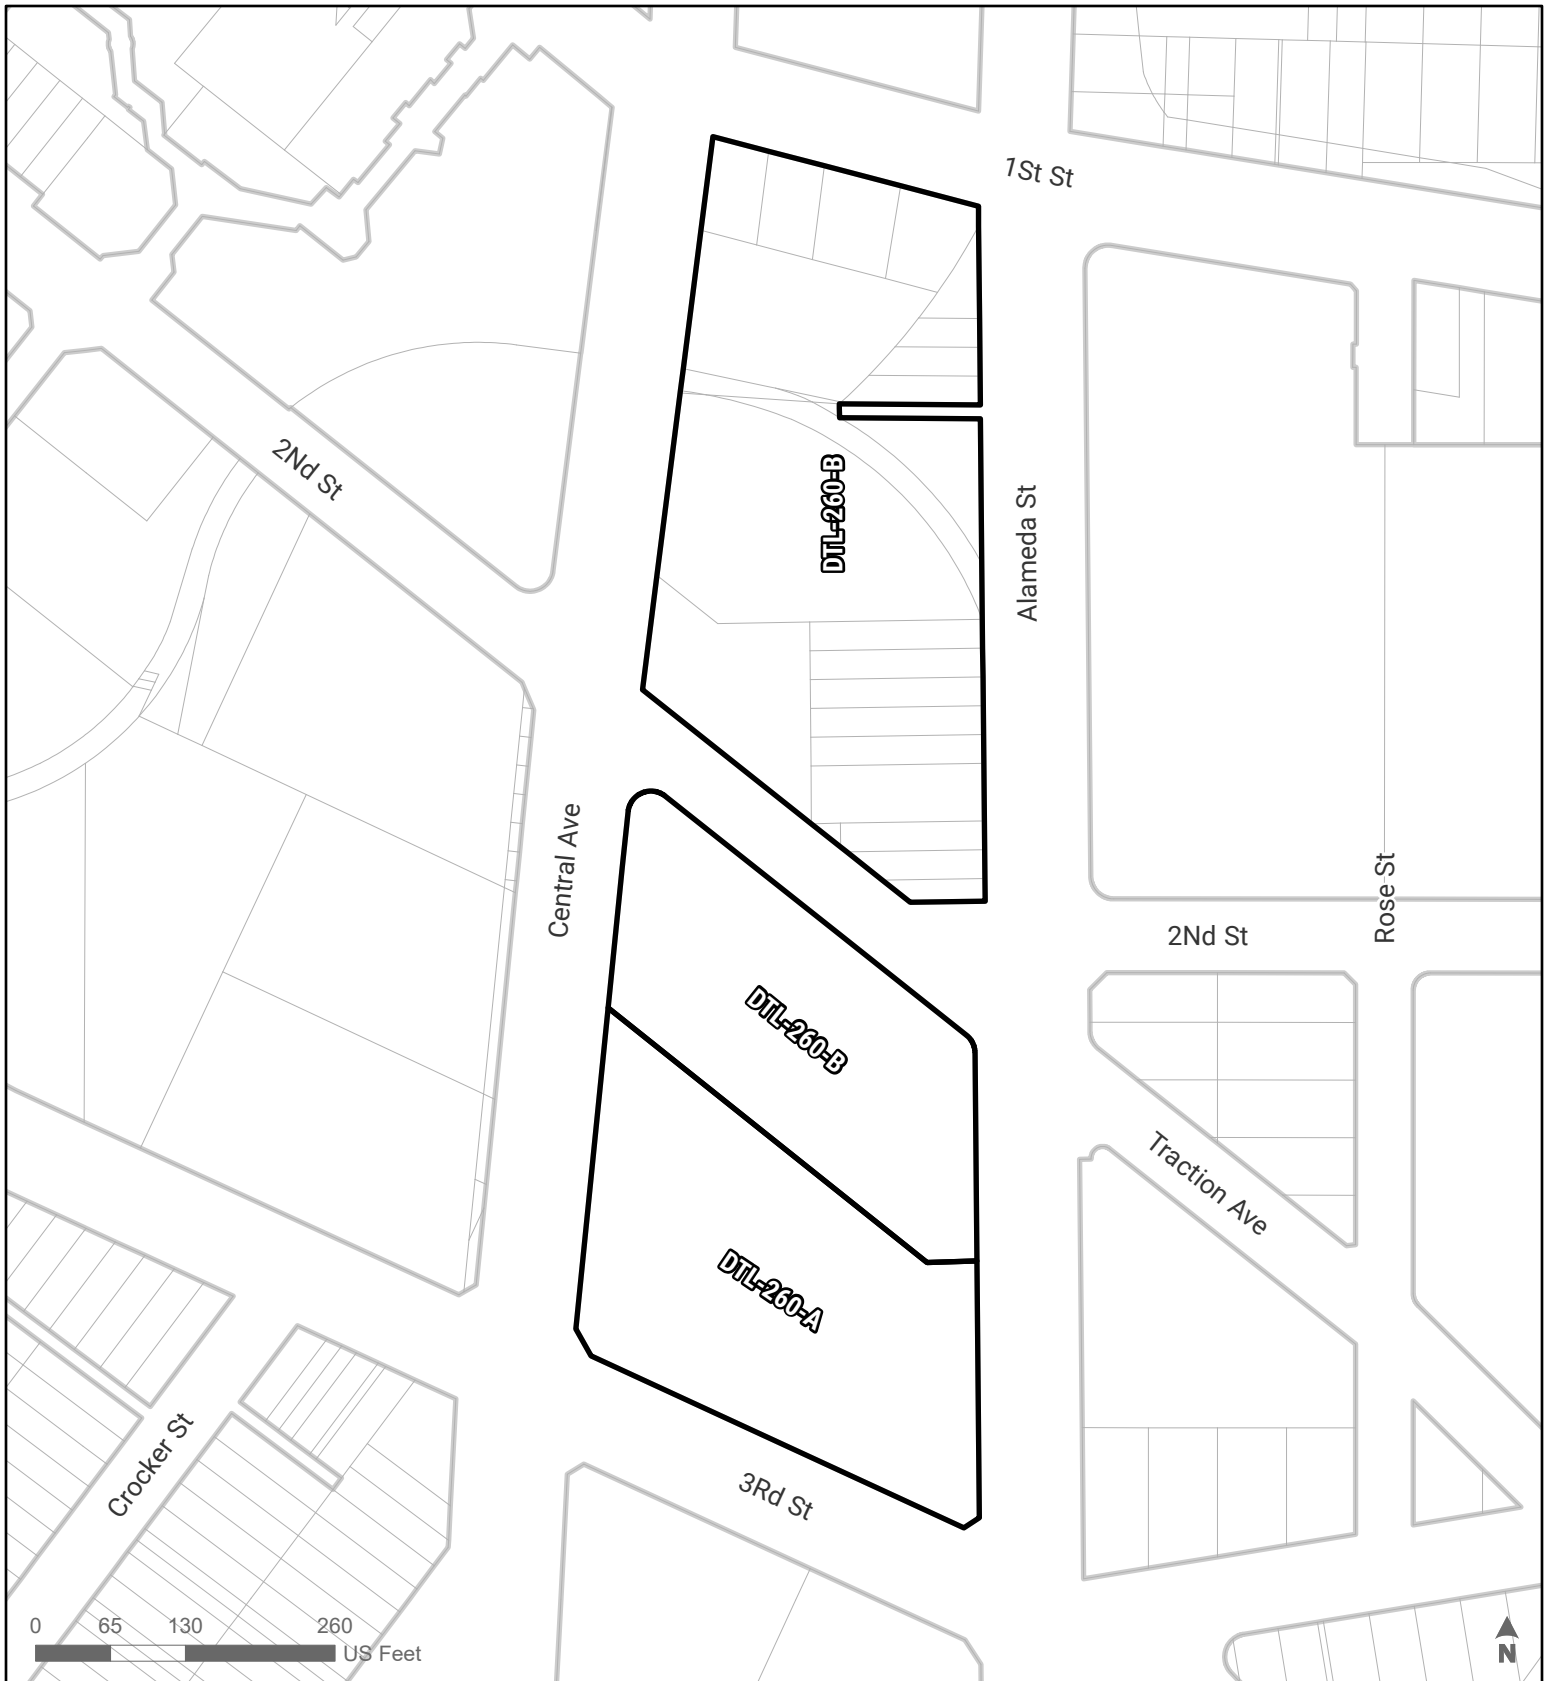 1St St
2Nd St
DTL-260-B
Alameda St
Central Ave
Rose St
2Nd St
DTL-260-B
Traction Ave
DTL-260-A
Crocker St
3Rd St
0 65 130 260
US Feet
N